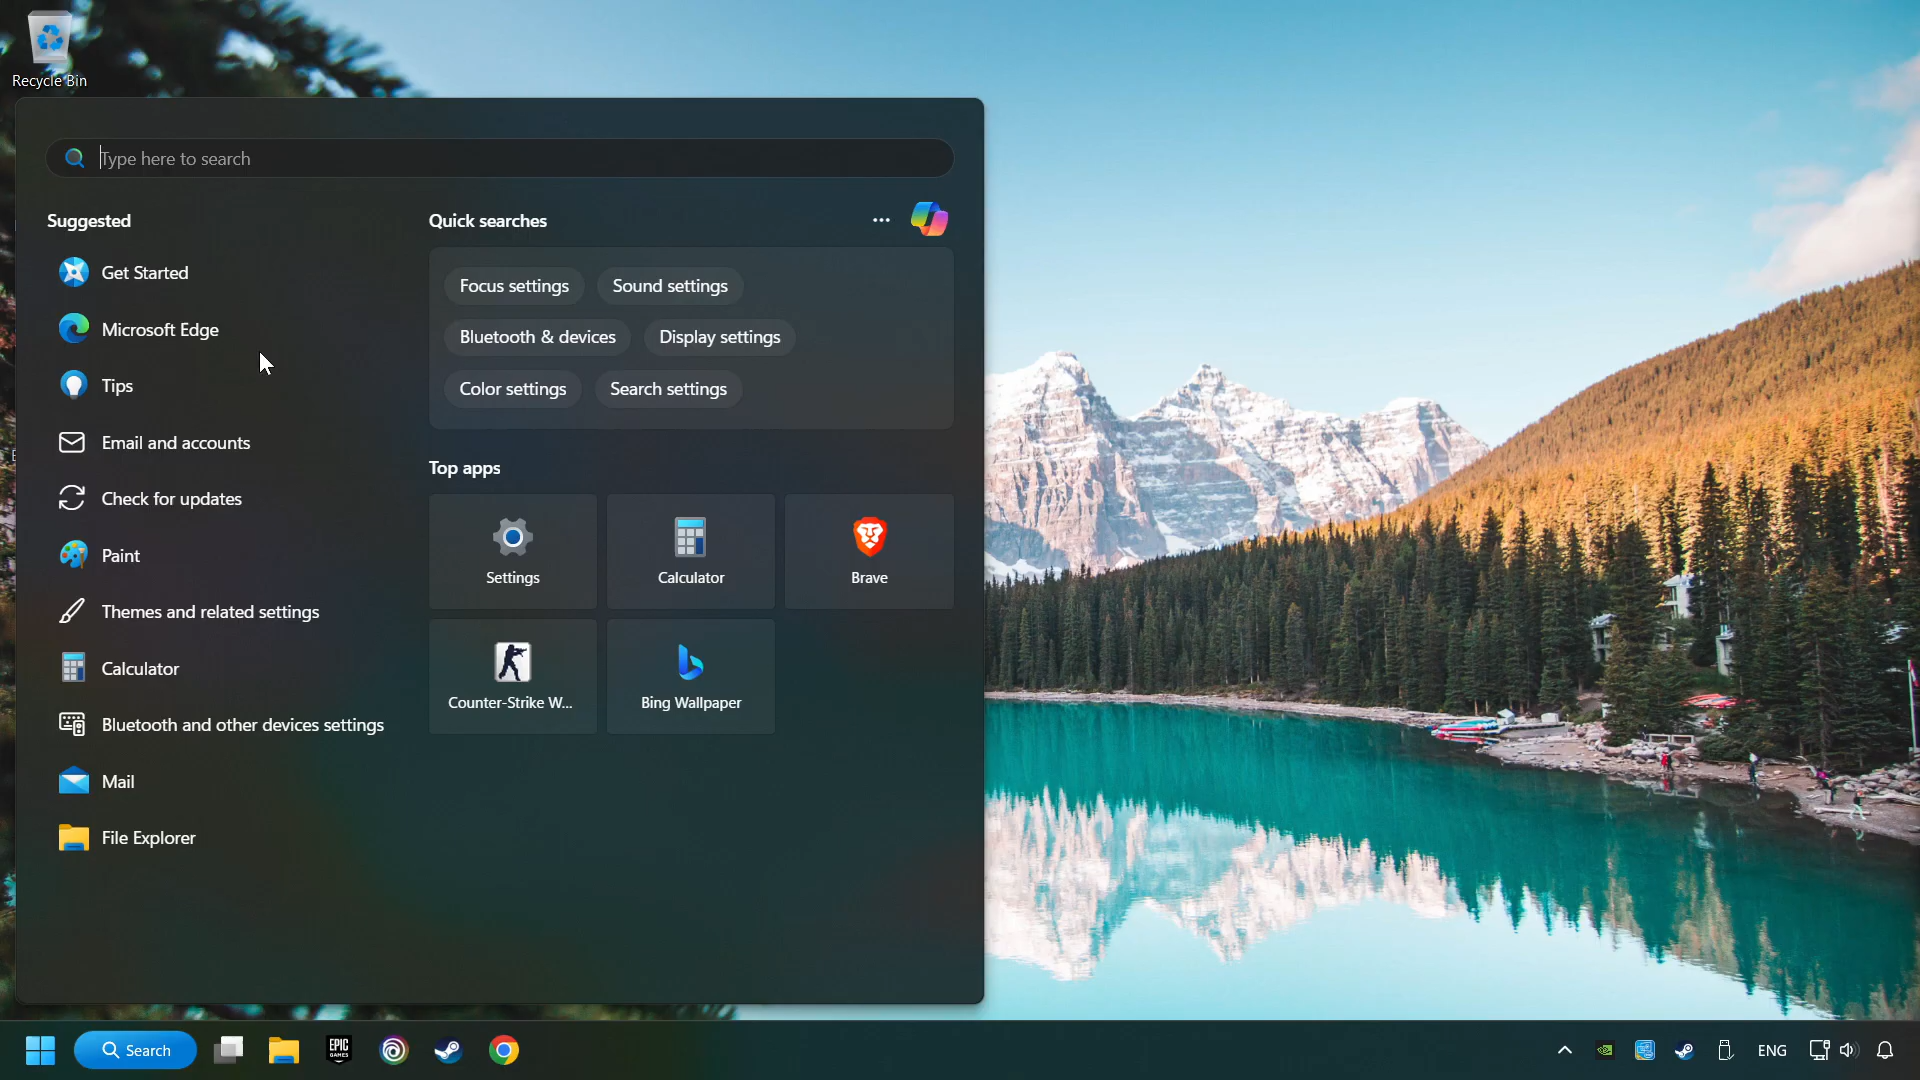 Recycle Bin
Type here to search
Suggested
Get Started
Microsoft Edge
Tips
Email and accounts
Check for updates
Paint
Themes and related settings
Calculator
Bluetooth and other devices settings
Mail
File Explorer
Quick searches
Focus settings
Sound settings
Bluetooth & devices
Display settings
Color settings
Search settings
Top apps
Settings
Calculator
Brave
Counter-Strike W...
Bing Wallpaper
Search
EPIC
GAMES
ENG